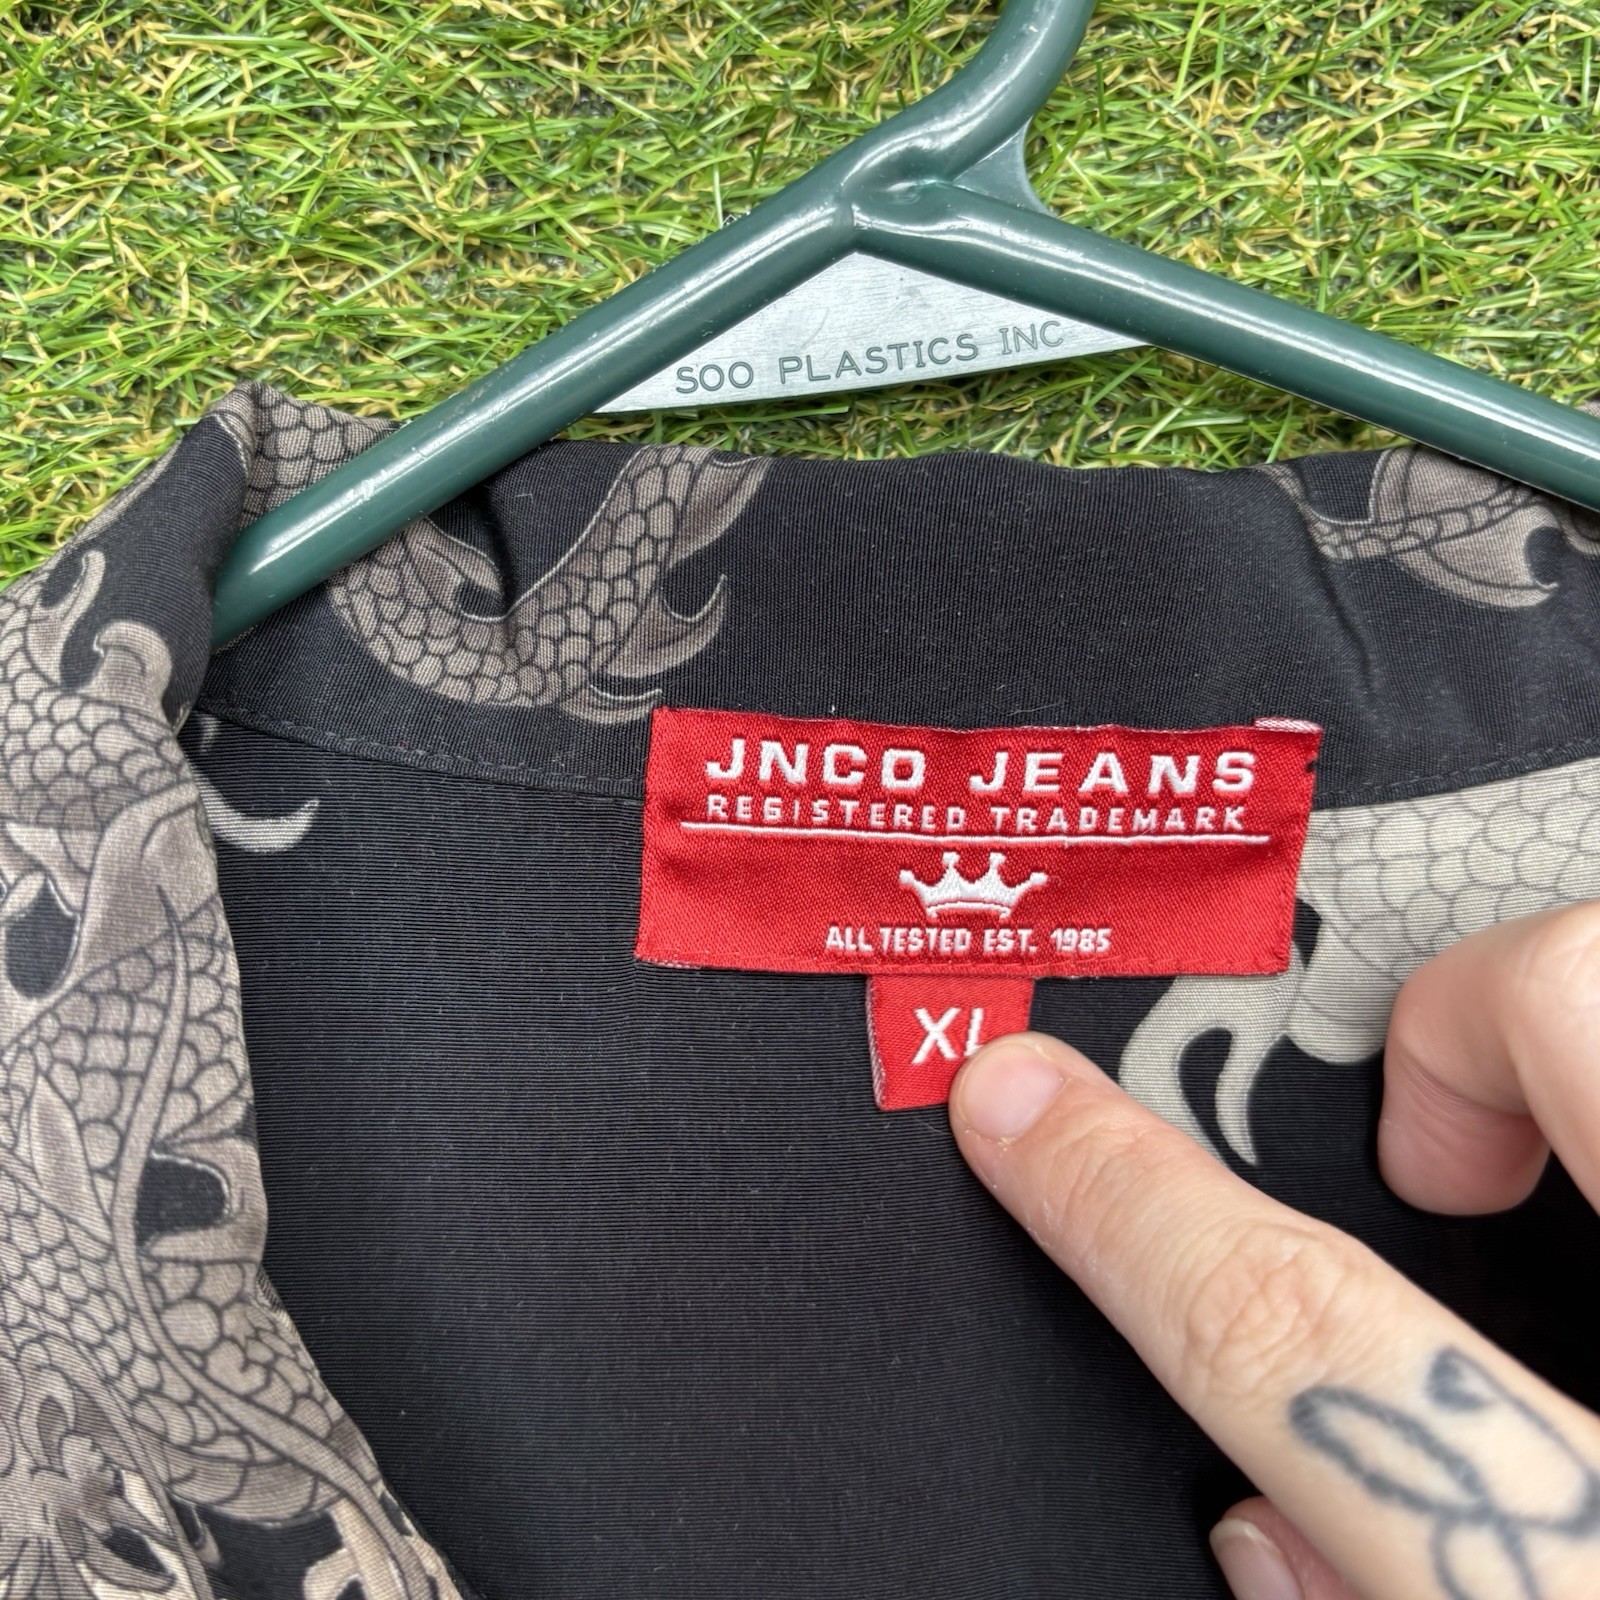 SOO PLASTICS INC
JNCO JEANS
REGISTERED TRADEMARK
ALL TESTED EST. 1985
XL